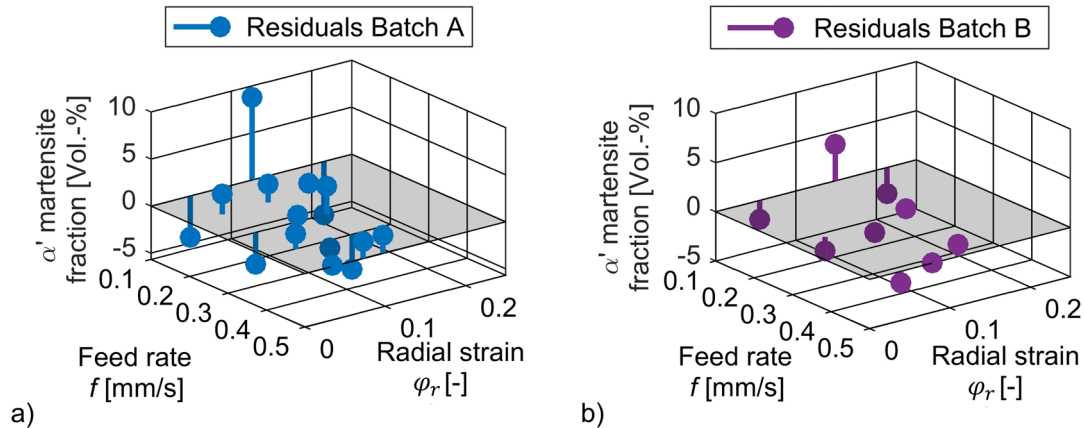 Residuals Batch A
α' martensite
fraction [Vol.-%]
10
5
0
-5
0.1
0.2
0.3
0.4
0.5
0
0.1
0.2
Feed rate
f [mm/s]
Radial strain
φr [-]
a)
Residuals Batch B
α' martensite
fraction [Vol.-%]
10
5
0
-5
0.1
0.2
0.3
0.4
0.5
0
0.1
0.2
Feed rate
f [mm/s]
Radial strain
φr [-]
b)